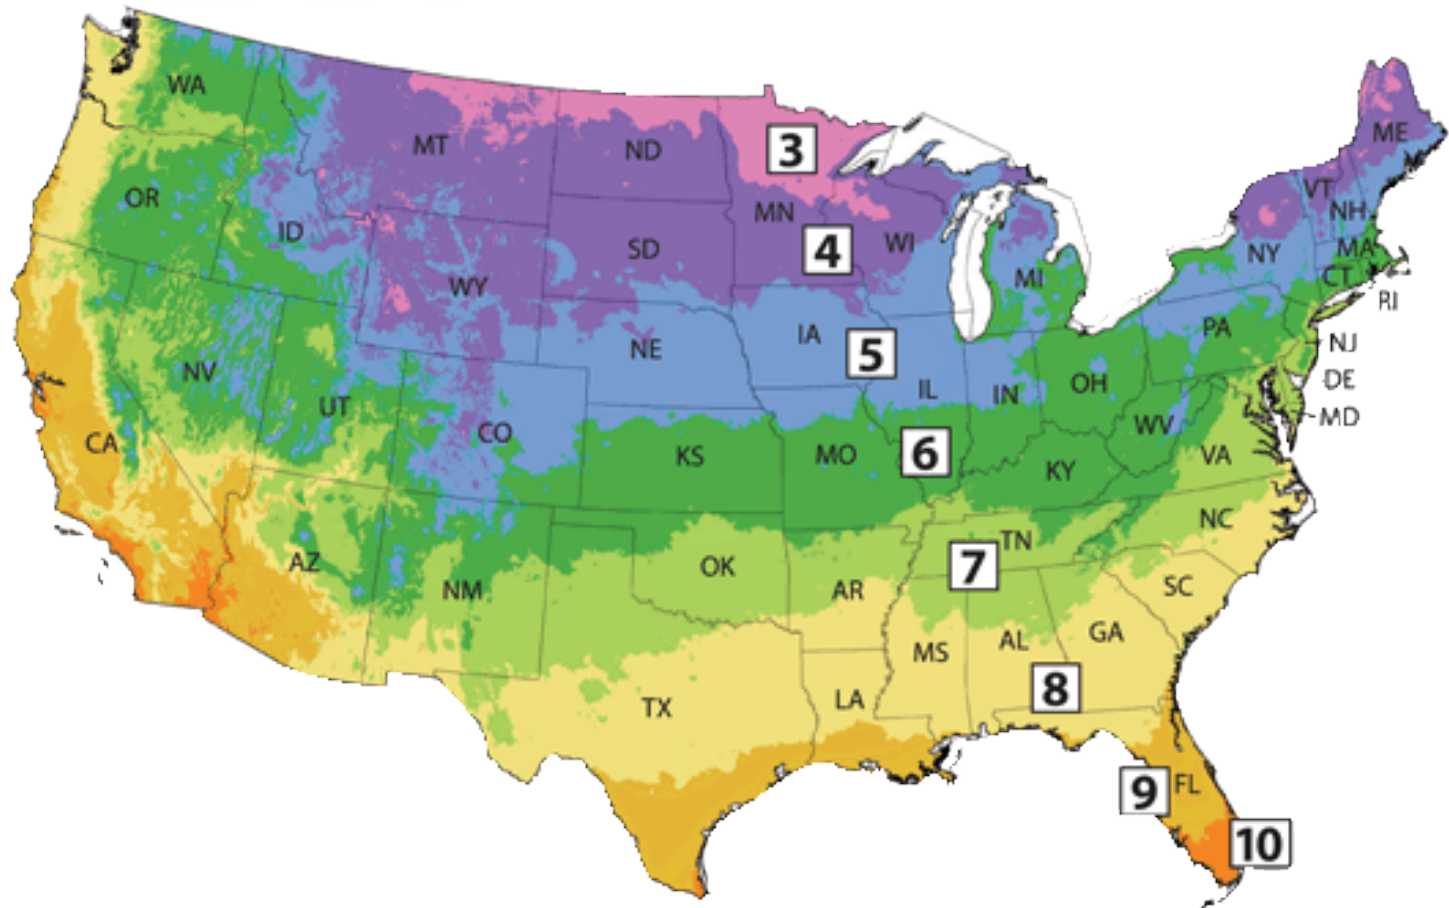 WA
MT
ND
3
ME
OR
ID
MN
VT
NH
SD
4
WI
NY
MA
WY
MI
CT
RI
IA
5
PA
NJ
NE
NV
IL
IN
OH
DE
UT
MD
CA
CO
KS
MO
6
KY
WV
VA
NC
AZ
NM
OK
AR
7
TN
SC
MS
AL
GA
TX
LA
8
9
FL
10